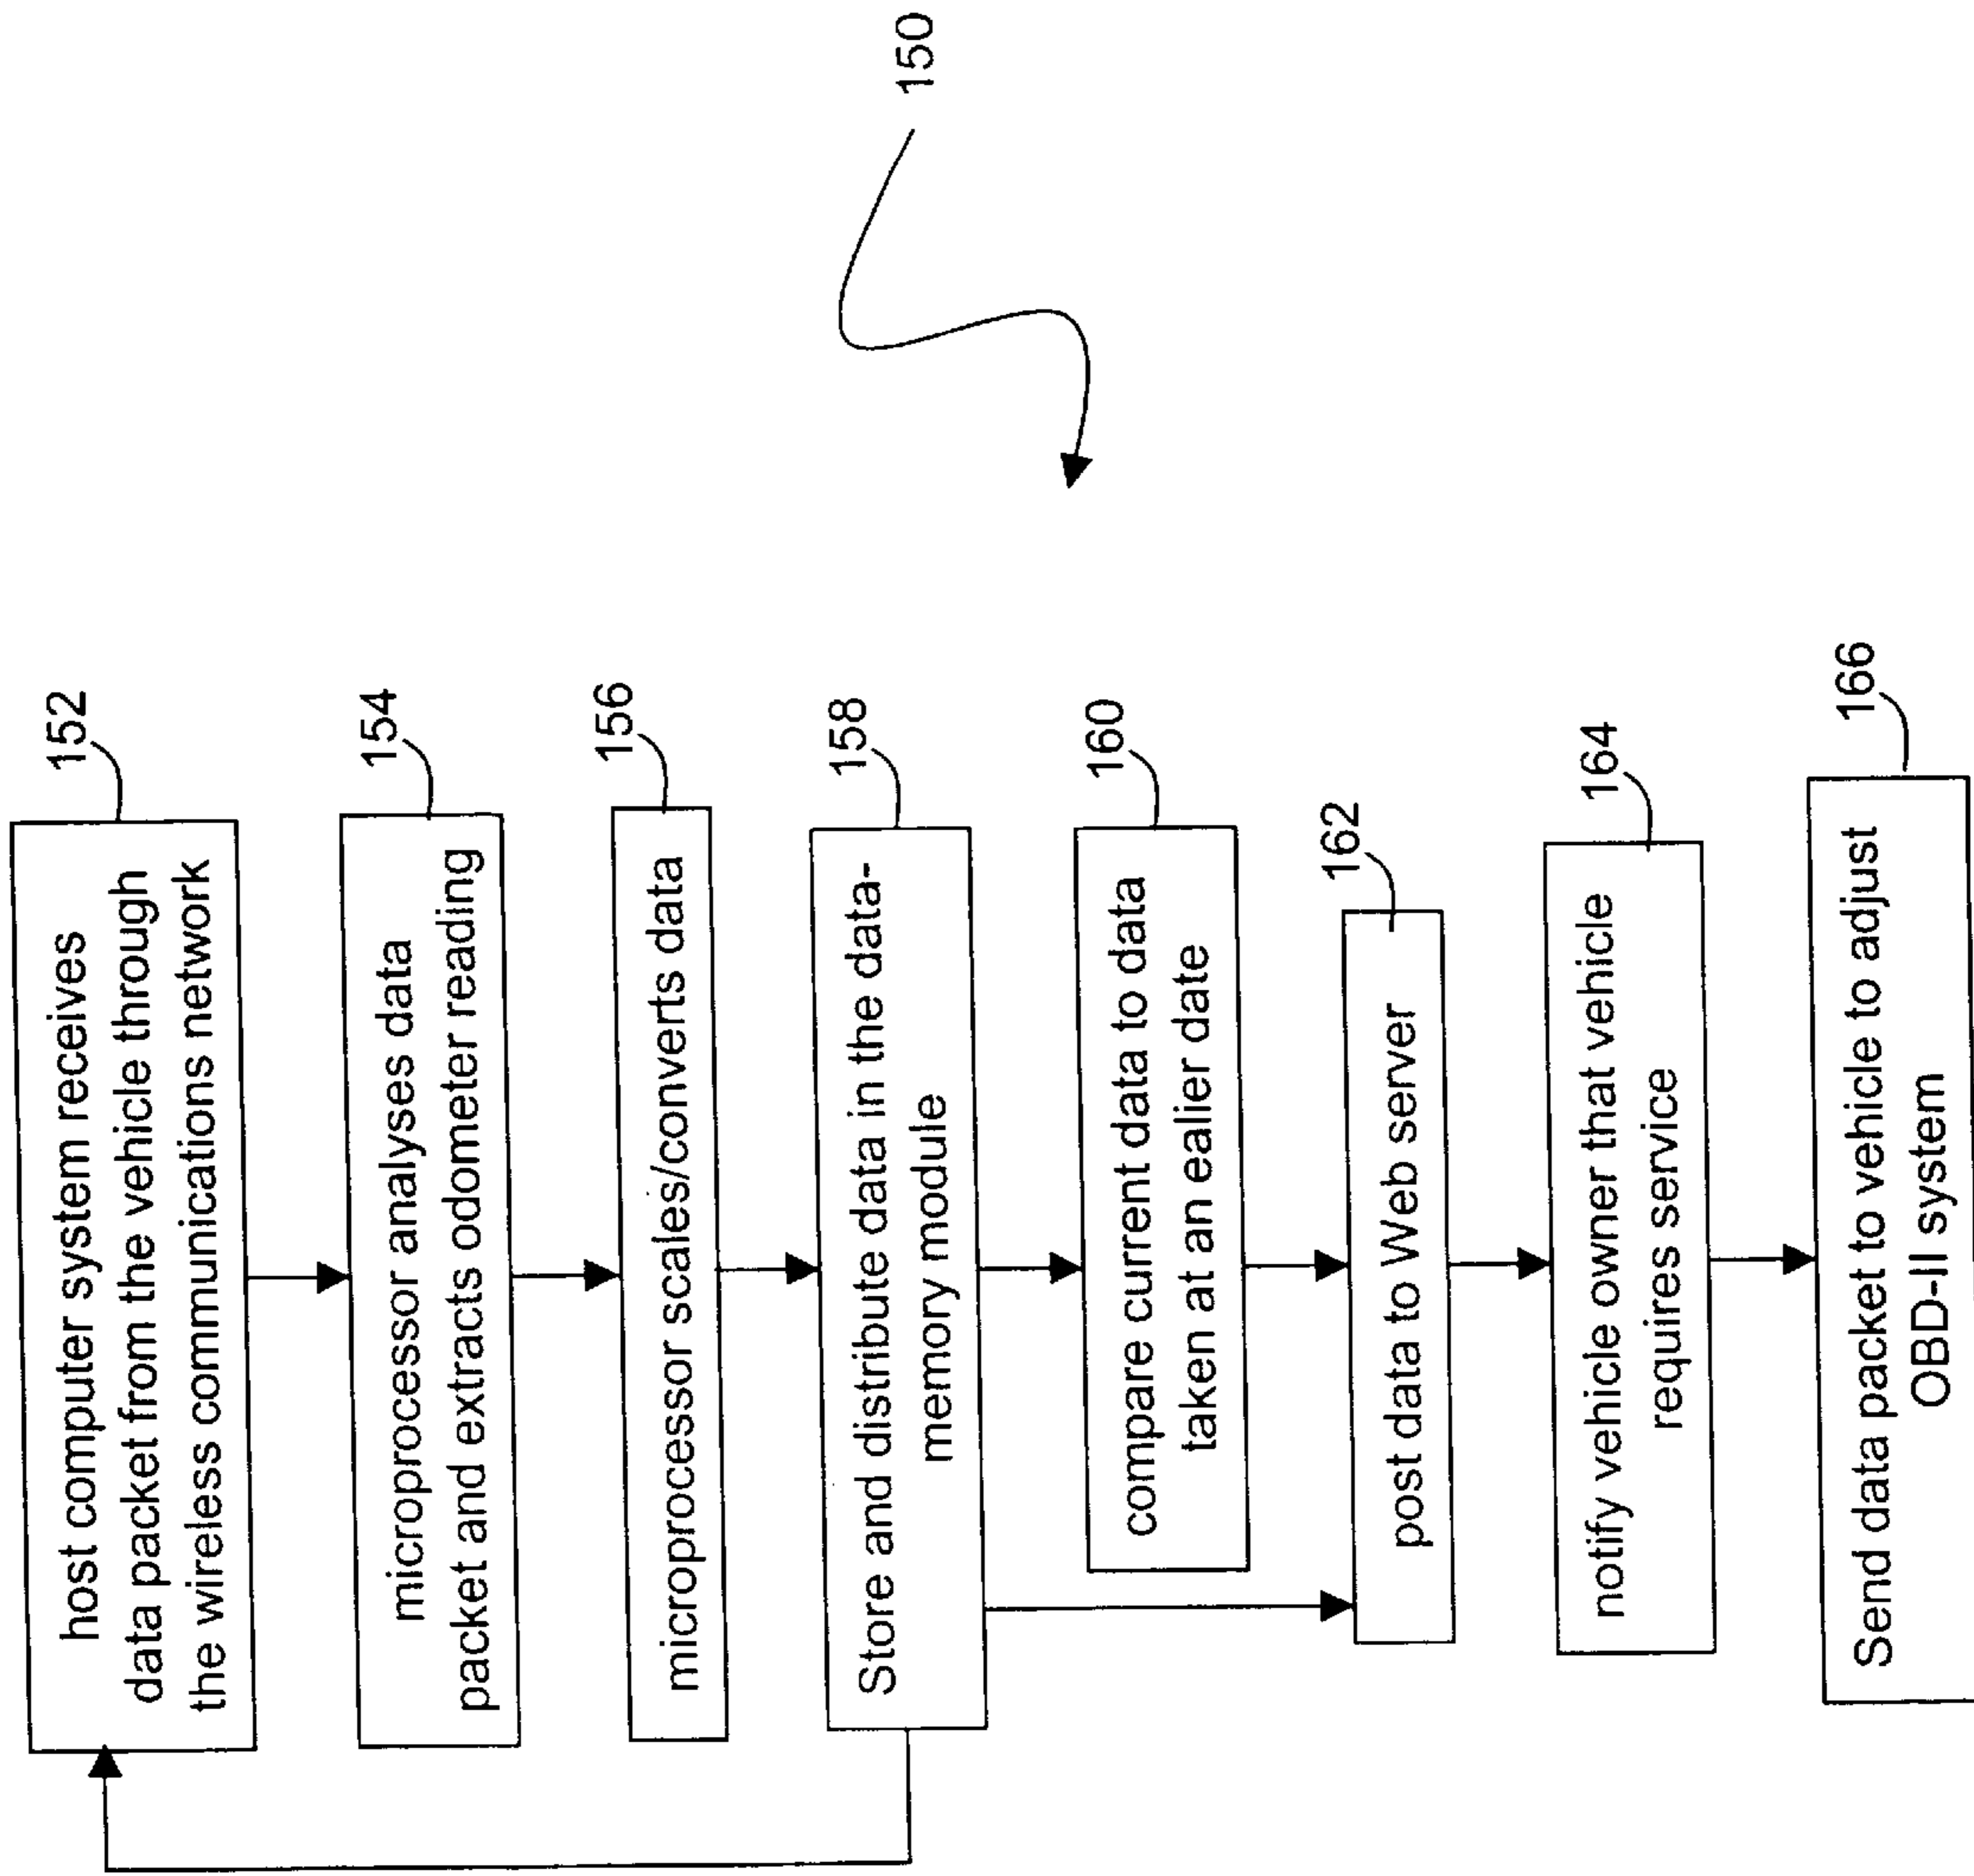 150
152
host computer system receives
data packet from the vehicle through
the wireless communications network
154
microprocessor analyses data
packet and extracts odometer reading
156
microprocessor scales/converts data
158
Store and distribute data in the data-
memory module
160
compare current data to data
taken at an ealier date
162
post data to Web server
164
notify vehicle owner that vehicle
requires service
166
Send data packet to vehicle to adjust
OBD-II system